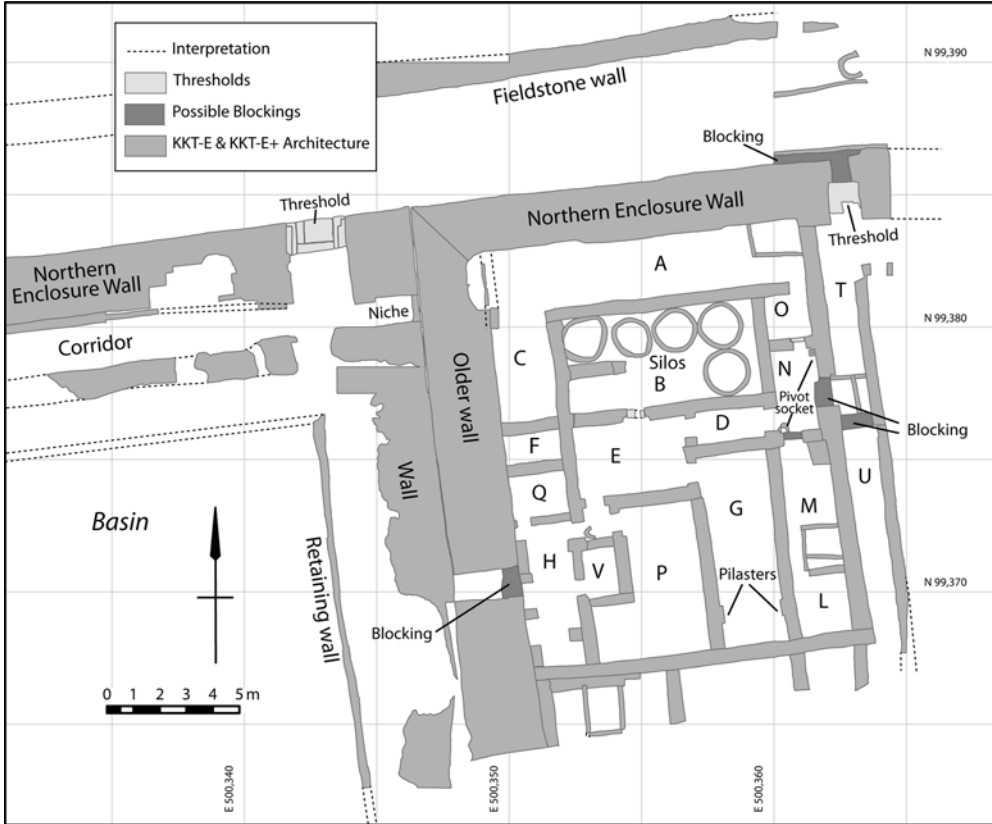 Interpretation
Thresholds
Possible Blockings
KKT-E & KKT-E+ Architecture
Fieldstone wall
N 99,390
Blocking
Threshold
Northern Enclosure Wall
Threshold
Northern
Enclosure Wall
A
T
Niche
O
N 99,380
Corridor
C
Older wall
Silos
B
N
Pivot
socket
D
Blocking
F
E
Wall
Q
G
M
U
Basin
Retaining wall
H
V
P
Pilasters
N 99,370
L
Blocking
0 1 2 3 4 5 m
E 500,340
E 500,350
E 500,360